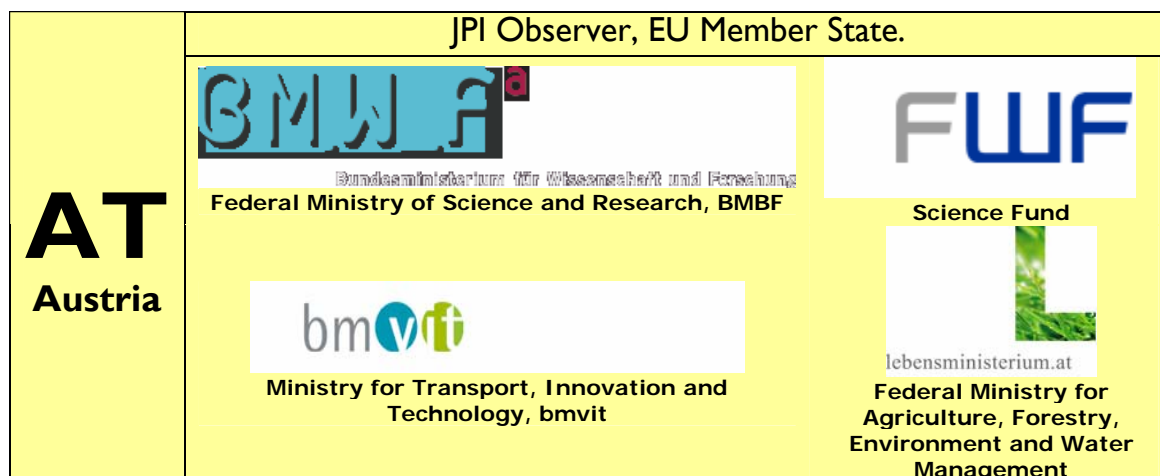 JPI Observer, EU Member State.
AT
Austria
BMW_Fa
Bundesministerium für Wissenschaft und Forschung
Federal Ministry of Science and Research, BMBF
FWF
Science Fund
bmvit
Ministry for Transport, Innovation and
Technology, bmvit
L
lebensministerium.at
Federal Ministry for
Agriculture, Forestry,
Environment and Water
Management